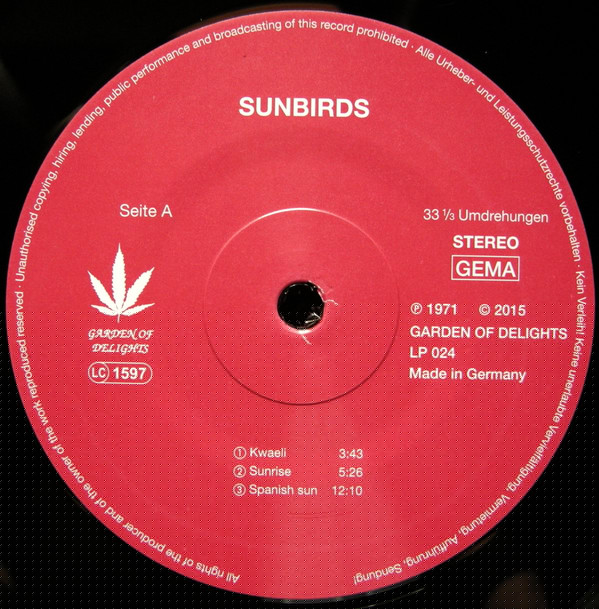 All rights of the producer and of the owner of the work reproduced reserved · Unauthorised copying, hiring, lending, public performance and broadcasting of this record prohibited · Alle Urheber- und Leistungsschutzrechte vorbehalten · Kein Verleih! Keine unerlaubte Vervielfältigung, Vermietung, Aufführung, Sendung!
SUNBIRDS
Seite A
33 ⅓ Umdrehungen
STEREO
GEMA
GARDEN OF
DELIGHTS
LC 1597
℗ 1971 © 2015
GARDEN OF DELIGHTS
LP 024
Made in Germany
① Kwaeli 3:43
② Sunrise 5:26
③ Spanish sun 12:10